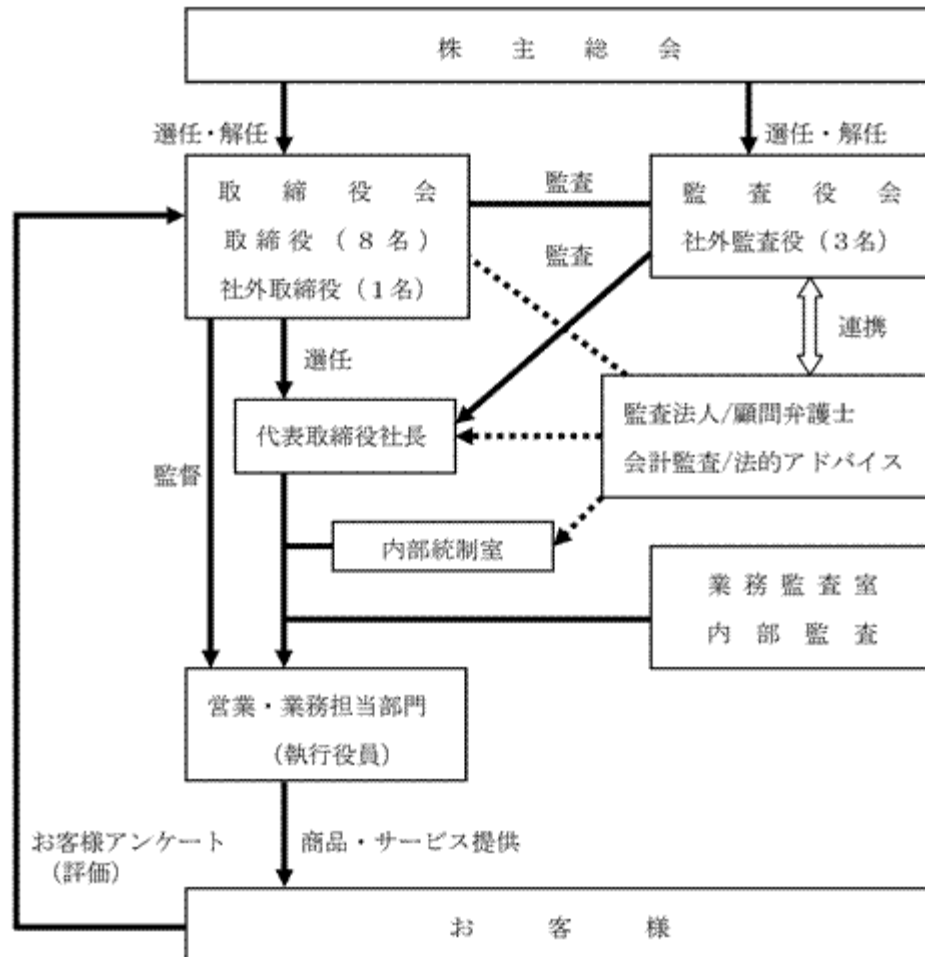 株主総会
選任・解任
選任・解任
取締役会
取締役(8名)
社外取締役(1名)
監査
監査役会
社外監査役(3名)
監査
連携
選任
監査法人/顧問弁護士
会計監査/法的アドバイス
代表取締役社長
監督
内部統制室
業務監査室
内部監査
営業・業務担当部門
(執行役員)
お客様アンケート
(評価)
商品・サービス提供
お客様